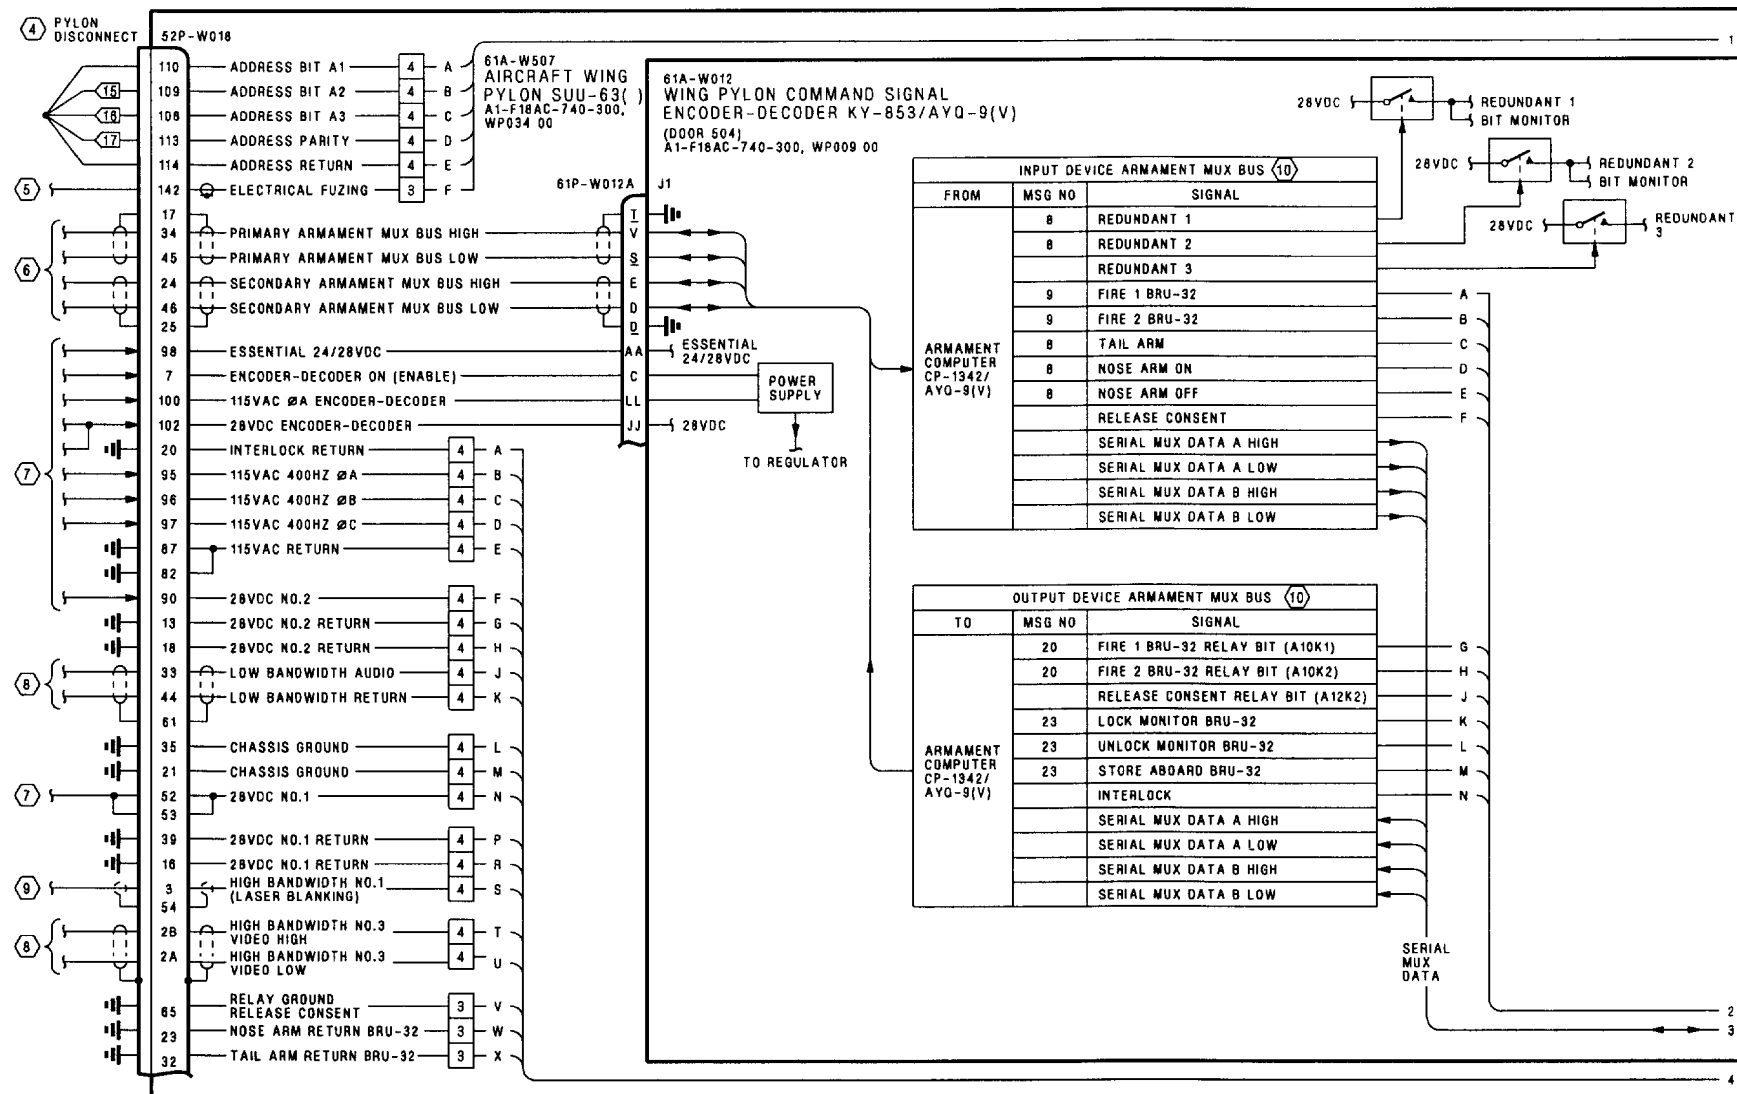 4 PYLON
DISCONNECT
52P-W018
110 ADDRESS BIT A1 4 A
15 109 ADDRESS BIT A2 4 B
16 108 ADDRESS BIT A3 4 C
17 113 ADDRESS PARITY 4 D
114 ADDRESS RETURN 4 E
5 142 ELECTRICAL FUZING 3 F
17
34 PRIMARY ARMAMENT MUX BUS HIGH
6
45 PRIMARY ARMAMENT MUX BUS LOW
24 SECONDARY ARMAMENT MUX BUS HIGH
46 SECONDARY ARMAMENT MUX BUS LOW
25
98 ESSENTIAL 24/28VDC
7 ENCODER-DECODER ON (ENABLE)
100 115VAC ØA ENCODER-DECODER
102 28VDC ENCODER-DECODER
20 INTERLOCK RETURN 4 A
7
95 115VAC 400HZ ØA 4 B
96 115VAC 400HZ ØB 4 C
97 115VAC 400HZ ØC 4 D
87 115VAC RETURN 4 E
82
90 28VDC NO.2 4 F
13 28VDC NO.2 RETURN 4 G
18 28VDC NO.2 RETURN 4 H
8
33 LOW BANDWIDTH AUDIO 4 J
44 LOW BANDWIDTH RETURN 4 K
61
35 CHASSIS GROUND 4 L
21 CHASSIS GROUND 4 M
7 52 28VDC NO.1 4 N
53
39 28VDC NO.1 RETURN 4 P
16 28VDC NO.1 RETURN 4 R
9 3 HIGH BANDWIDTH NO.1
(LASER BLANKING) 4 S
54
8
2B HIGH BANDWIDTH NO.3
VIDEO HIGH 4 T
2A HIGH BANDWIDTH NO.3
VIDEO LOW 4 U
65 RELAY GROUND
RELEASE CONSENT 3 V
23 NOSE ARM RETURN BRU-32 3 W
32 TAIL ARM RETURN BRU-32 3 X
61A-W507
AIRCRAFT WING
PYLON SUU-63( )
A1-F18AC-740-300,
WP034 00
61P-W012A J1
T
V
S
E
D
D
AA ESSENTIAL
24/28VDC
C
LL
JJ 28VDC
POWER
SUPPLY
TO REGULATOR
61A-W012
WING PYLON COMMAND SIGNAL
ENCODER-DECODER KY-853/AYQ-9(V)
(DOOR 504)
A1-F18AC-740-300, WP009 00
INPUT DEVICE ARMAMENT MUX BUS 10
FROM MSG NO SIGNAL
ARMAMENT
COMPUTER
CP-1342/
AYQ-9(V)
8 REDUNDANT 1
8 REDUNDANT 2
REDUNDANT 3
9 FIRE 1 BRU-32 A
9 FIRE 2 BRU-32 B
8 TAIL ARM C
8 NOSE ARM ON D
8 NOSE ARM OFF E
RELEASE CONSENT F
SERIAL MUX DATA A HIGH
SERIAL MUX DATA A LOW
SERIAL MUX DATA B HIGH
SERIAL MUX DATA B LOW
28VDC REDUNDANT 1
BIT MONITOR
28VDC REDUNDANT 2
BIT MONITOR
28VDC REDUNDANT
3
OUTPUT DEVICE ARMAMENT MUX BUS 10
TO MSG NO SIGNAL
ARMAMENT
COMPUTER
CP-1342/
AYQ-9(V)
20 FIRE 1 BRU-32 RELAY BIT (A10K1) G
20 FIRE 2 BRU-32 RELAY BIT (A10K2) H
RELEASE CONSENT RELAY BIT (A12K2) J
23 LOCK MONITOR BRU-32 K
23 UNLOCK MONITOR BRU-32 L
23 STORE ABOARD BRU-32 M
INTERLOCK N
SERIAL MUX DATA A HIGH
SERIAL MUX DATA A LOW
SERIAL MUX DATA B HIGH
SERIAL MUX DATA B LOW
SERIAL
MUX
DATA
1
2
3
4